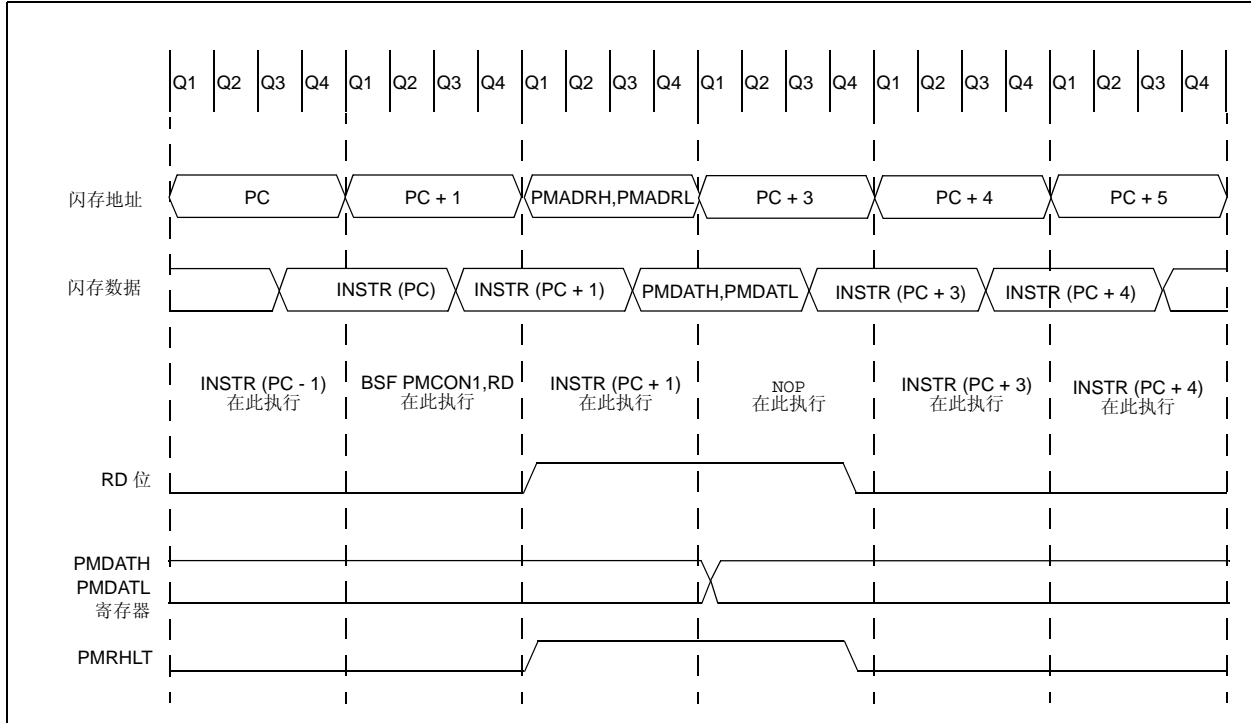 Q1 Q2 Q3 Q4 Q1 Q2 Q3 Q4 Q1 Q2 Q3 Q4 Q1 Q2 Q3 Q4 Q1 Q2 Q3 Q4 Q1 Q2 Q3 Q4
闪存地址 PC PC + 1 PMADRH,PMADRL PC + 3 PC + 4 PC + 5
闪存数据 INSTR (PC) INSTR (PC + 1) PMDATH,PMDATL INSTR (PC + 3) INSTR (PC + 4)
INSTR (PC - 1) BSF PMCON1,RD INSTR (PC + 1) NOP INSTR (PC + 3) INSTR (PC + 4)
在此执行 在此执行 在此执行 在此执行 在此执行 在此执行
RD 位
PMDATH
PMDATL
寄存器
PMRHLT